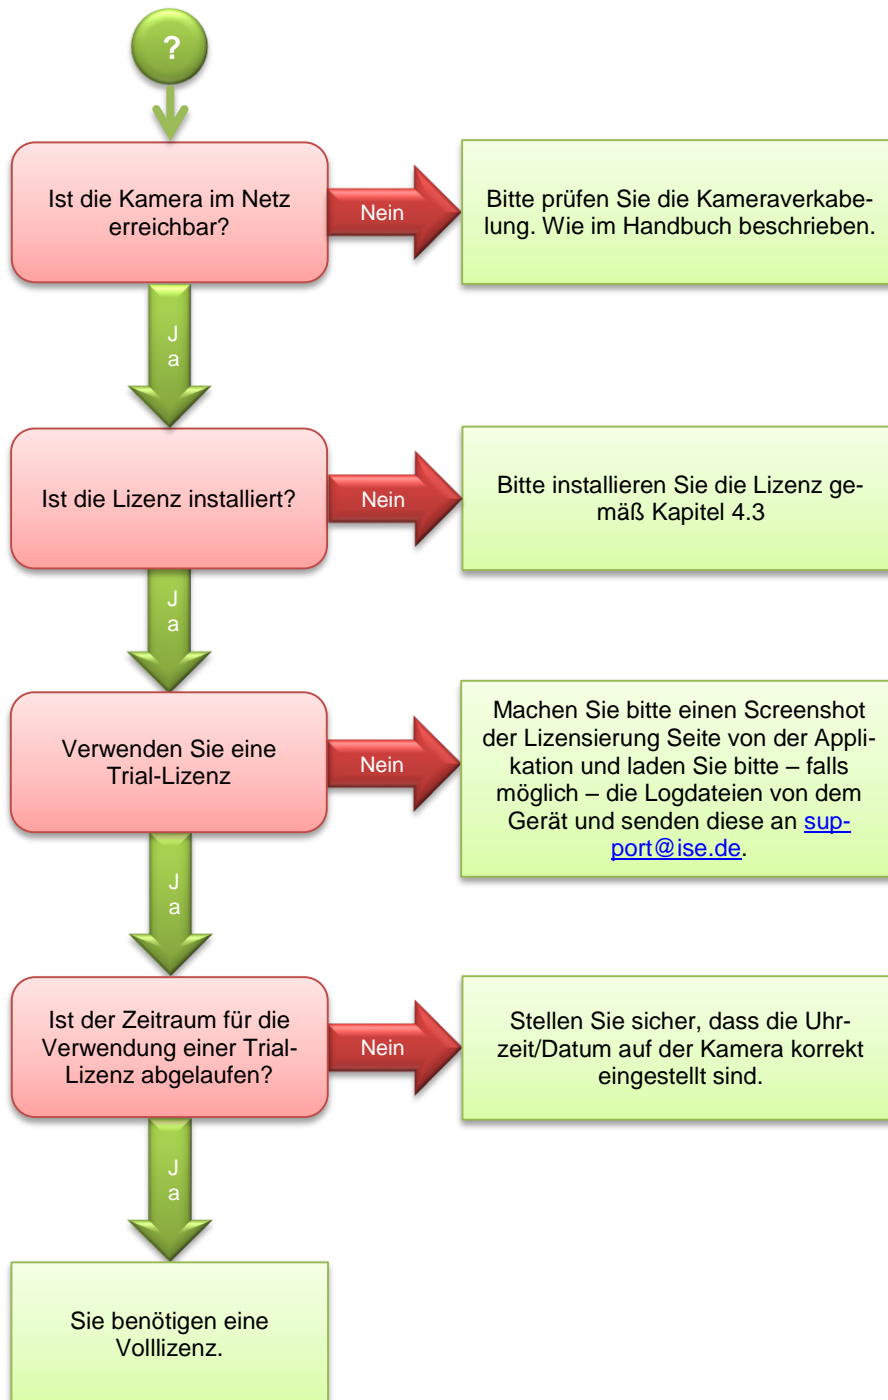 ?
Ist die Kamera im Netz
erreichbar?
Nein
Bitte prüfen Sie die Kameraverkabe-
lung. Wie im Handbuch beschrieben.
J
a
Ist die Lizenz installiert?
Nein
Bitte installieren Sie die Lizenz ge-
mäß Kapitel 4.3
J
a
Verwenden Sie eine
Trial-Lizenz
Nein
Machen Sie bitte einen Screenshot
der Lizensierung Seite von der Appli-
kation und laden Sie bitte – falls
möglich – die Logdateien von dem
Gerät und senden diese an sup-
port@ise.de.
J
a
Ist der Zeitraum für die
Verwendung einer Trial-
Lizenz abgelaufen?
Nein
Stellen Sie sicher, dass die Uhr-
zeit/Datum auf der Kamera korrekt
eingestellt sind.
J
a
Sie benötigen eine
Volllizenz.